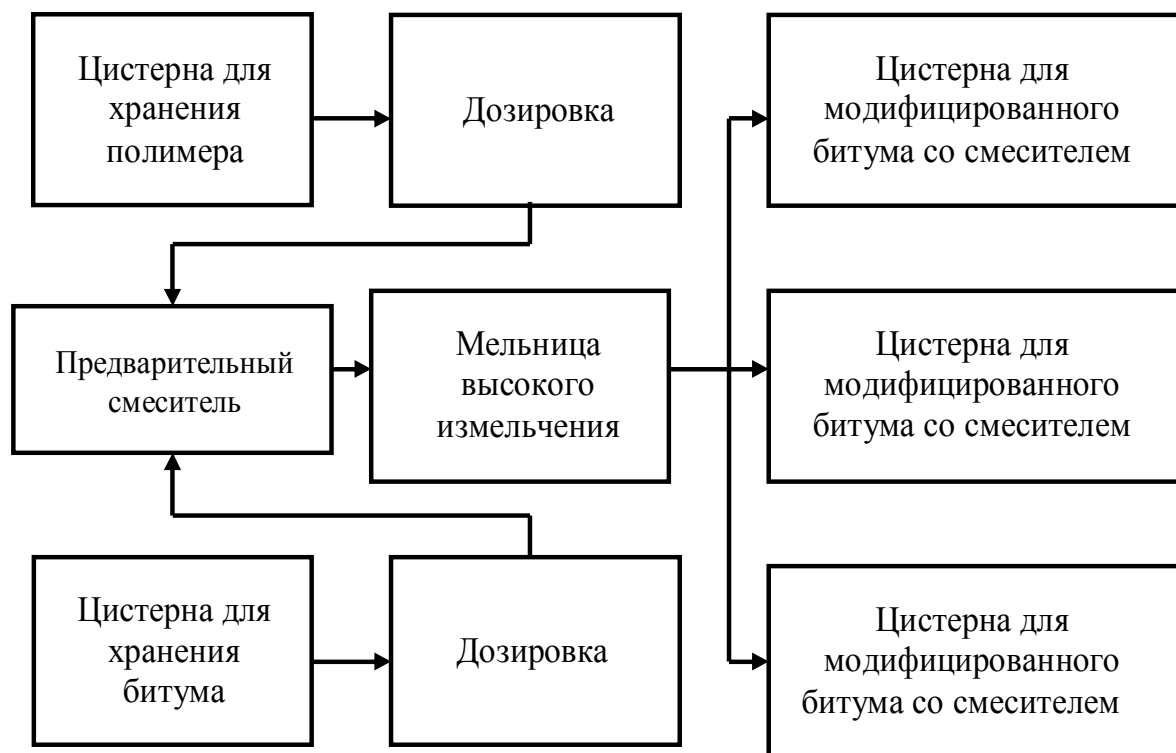 Цистерна для
хранения
полимера
Дозировка
Цистерна для
модифицированного
битума со смесителем
Предварительный
смеситель
Мельница
высокого
измельчения
Цистерна для
модифицированного
битума со смесителем
Цистерна для
хранения
битума
Дозировка
Цистерна для
модифицированного
битума со смесителем